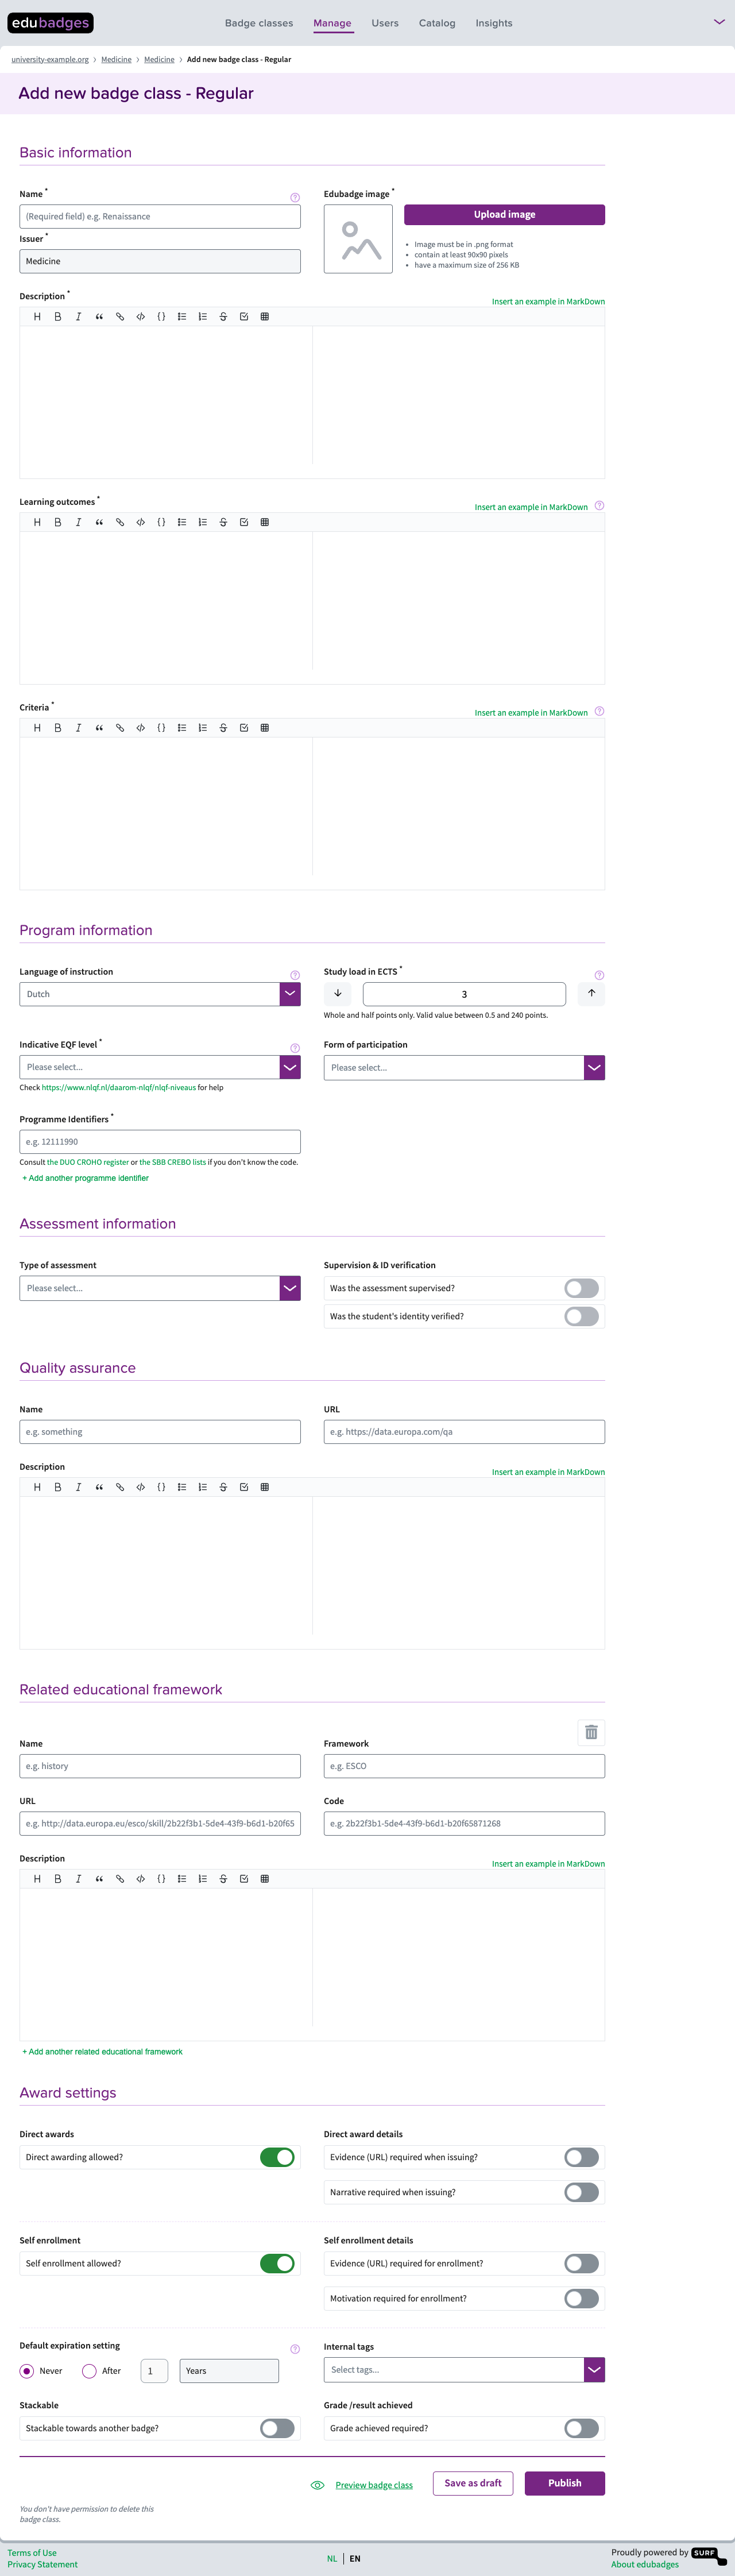 edubadges
Badge classes Manage Users Catalog Insights
university-example.org > Medicine > Medicine > Add new badge class - Regular
Add new badge class - Regular
Basic information
Name *
(Required field) e.g. Renaissance
Issuer *
Medicine
Edubadge image *
Upload image
• Image must be in .png format
• contain at least 90x90 pixels
• have a maximum size of 256 KB
Description *
Insert an example in MarkDown
Learning outcomes *
Insert an example in MarkDown
Criteria *
Insert an example in MarkDown
Program information
Language of instruction
Dutch
Study load in ECTS *
3
Whole and half points only. Valid value between 0.5 and 240 points.
Indicative EQF level *
Please select...
Check https://www.nlqf.nl/daarom-nlqf/nlqf-niveaus for help
Form of participation
Please select...
Programme Identifiers *
e.g. 12111990
Consult the DUO CROHO register or the SBB CREBO lists if you don't know the code.
+ Add another programme identifier
Assessment information
Type of assessment
Please select...
Supervision & ID verification
Was the assessment supervised?
Was the student's identity verified?
Quality assurance
Name
e.g. something
URL
e.g. https://data.europa.com/qa
Description
Insert an example in MarkDown
Related educational framework
Name
e.g. history
Framework
e.g. ESCO
URL
e.g. http://data.europa.eu/esco/skill/2b22f3b1-5de4-43f9-b6d1-b20f65
Code
e.g. 2b22f3b1-5de4-43f9-b6d1-b20f65871268
Description
Insert an example in MarkDown
+ Add another related educational framework
Award settings
Direct awards
Direct awarding allowed?
Direct award details
Evidence (URL) required when issuing?
Narrative required when issuing?
Self enrollment
Self enrollment allowed?
Self enrollment details
Evidence (URL) required for enrollment?
Motivation required for enrollment?
Default expiration setting
Never After 1 Years
Internal tags
Select tags...
Stackable
Stackable towards another badge?
Grade /result achieved
Grade achieved required?
Preview badge class
Save as draft
Publish
You don't have permission to delete this
badge class.
Terms of Use
Privacy Statement
NL | EN
Proudly powered by SURF
About edubadges